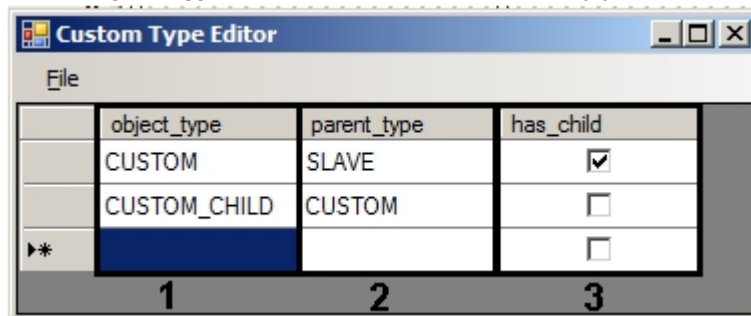 Custom Type Editor
File
object_type parent_type has_child
CUSTOM SLAVE
CUSTOM_CHILD CUSTOM
1 2 3